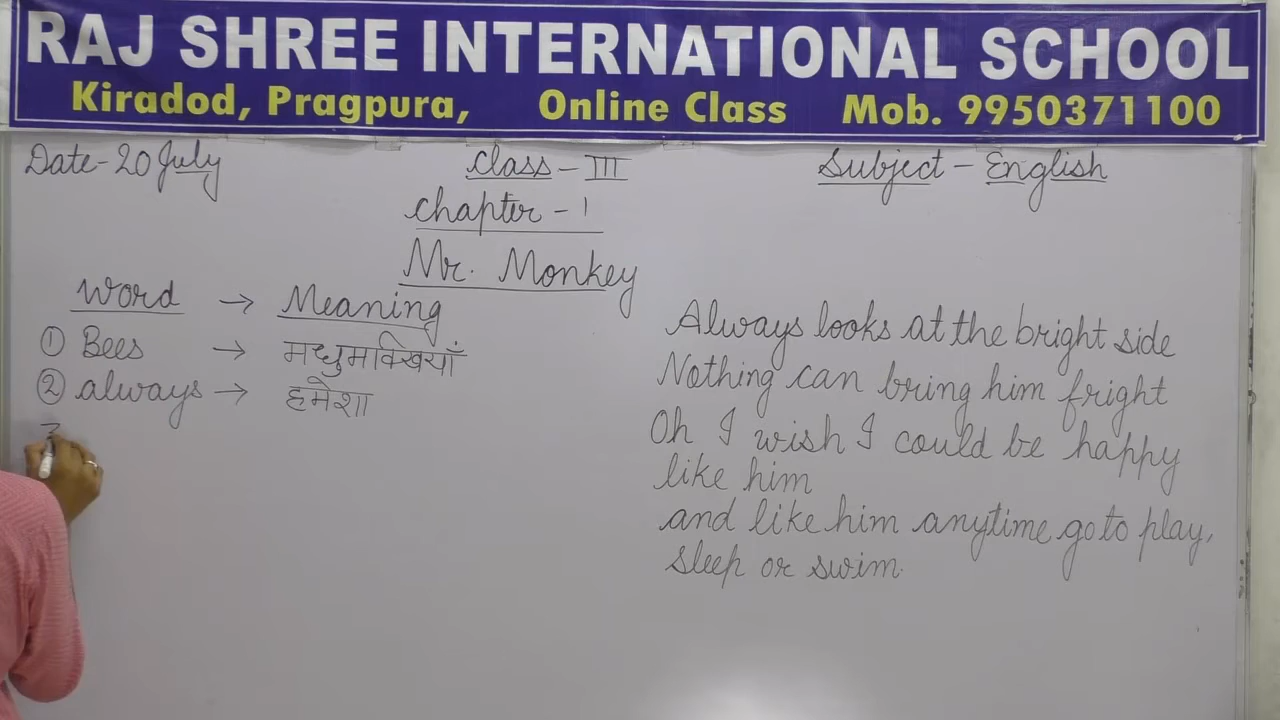 RAJ SHREE INTERNATIONAL SCHOOL
Kiradod, Pragpura, Online Class Mob. 9950371100
Date-20 July Class-III Subject-English
Chapter-1
Mr. Monkey
Word → Meaning
① Bees → मधुमक्खियाँ
② always → हमेशा
3
Always looks at the bright side
Nothing can bring him fright
Oh I wish I could be happy
like him
and like him anytime go to play,
sleep or swim.